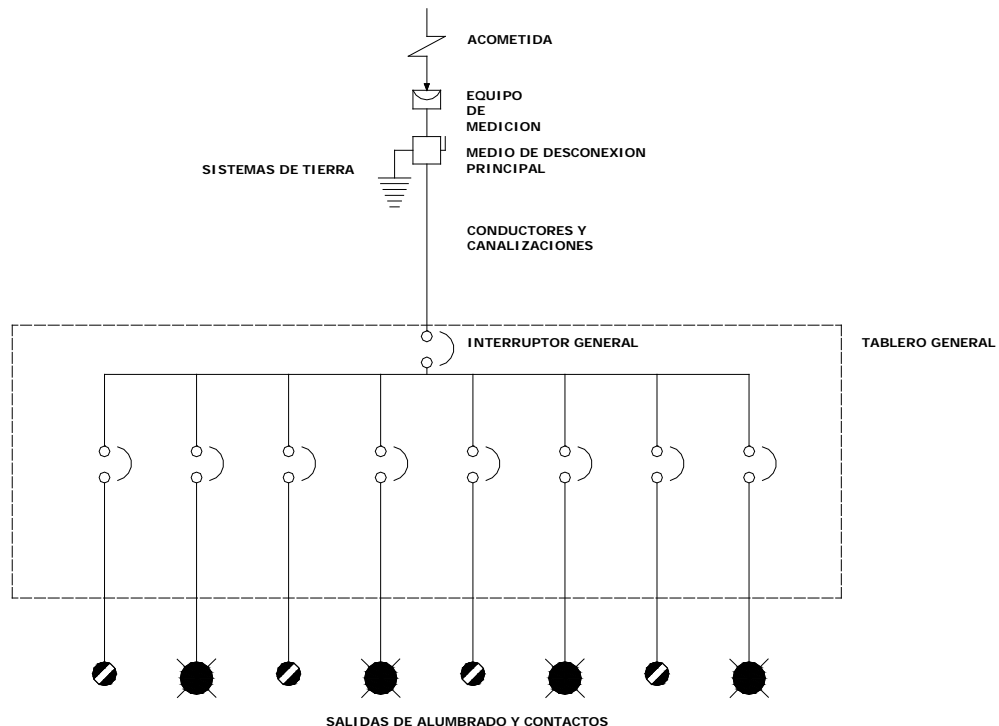 ACOMETIDA
EQUIPO
DE
MEDICION
MEDIO DE DESCONEXION
PRINCIPAL
SISTEMAS DE TIERRA
CONDUCTORES Y
CANALIZACIONES
INTERRUPTOR GENERAL
TABLERO GENERAL
SALIDAS DE ALUMBRADO Y CONTACTOS